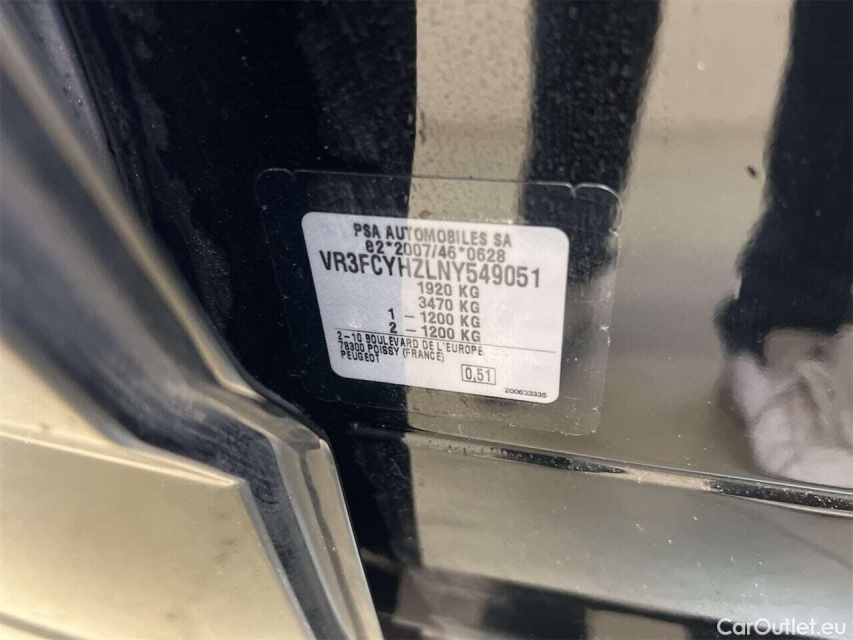 PSA AUTOMOBILES SA
e2*2007/46*0628
VR3FCYHZLNY549051
1920 KG
3470 KG
1 - 1200 KG
2 - 1200 KG
2-10 BOULEVARD DE L'EUROPE
78300 POISSY (FRANCE)
PEUGEOT
0,51
200633335
CarOutlet.eu